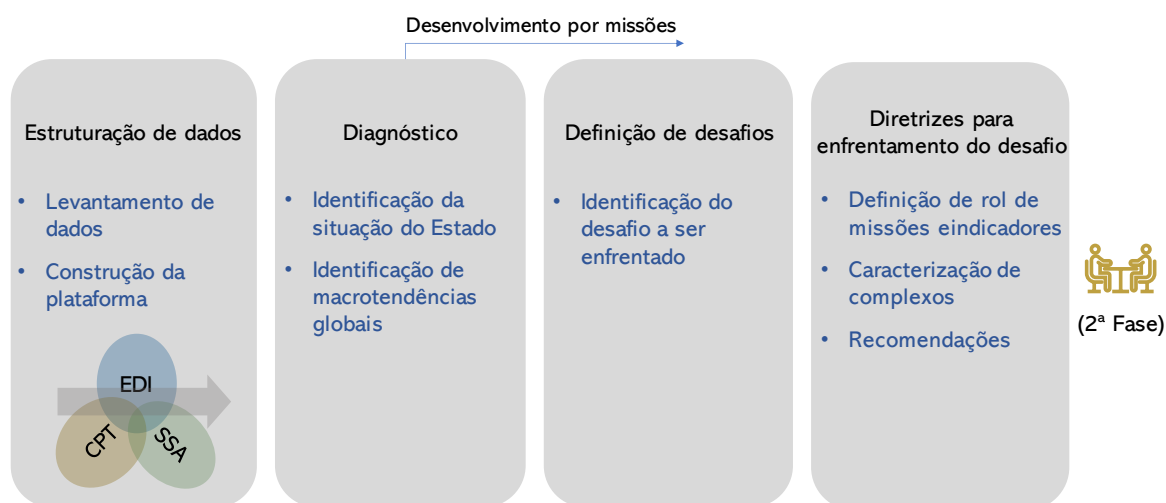 Desenvolvimento por missões
Estruturação de dados
• Levantamento de
dados
• Construção da
plataforma
EDI
CPT
SSA
Diagnóstico
• Identificação da
situação do Estado
• Identificação de
macrotendências
globais
Definição de desafios
• Identificação do
desafio a ser
enfrentado
Diretrizes para
enfrentamento do desafio
• Definição de rol de
missões eindicadores
• Caracterização de
complexos
• Recomendações
(2ª Fase)